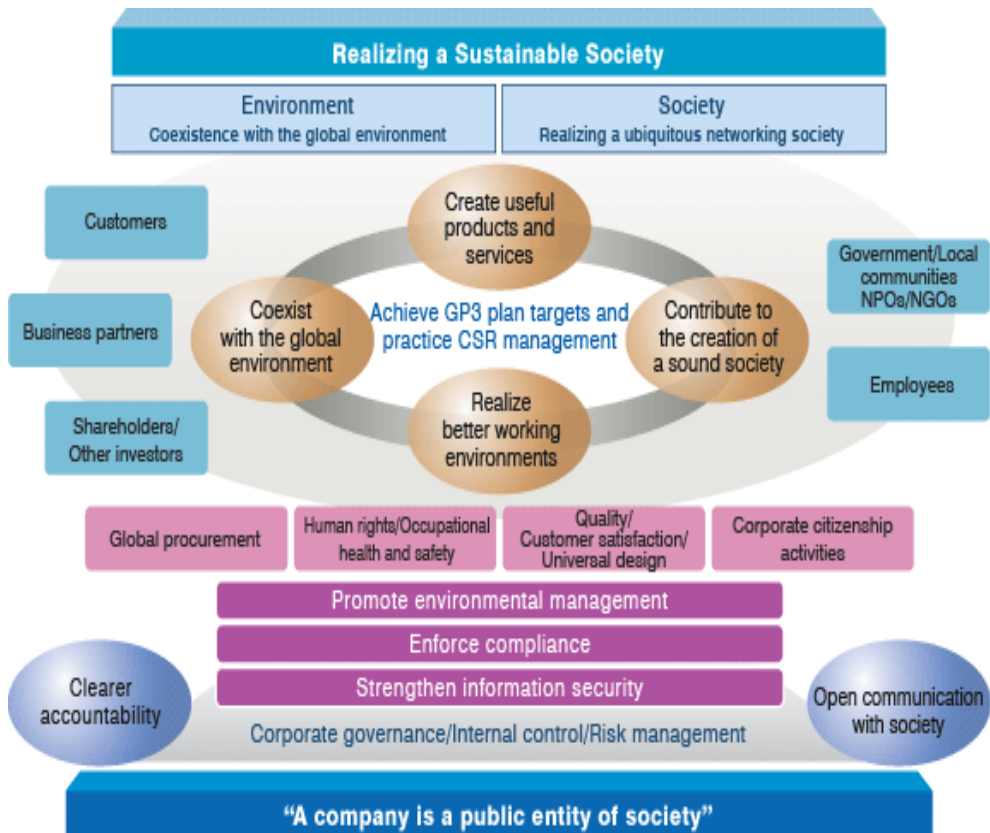 Realizing a Sustainable Society
Environment
Coexistence with the global environment
Society
Realizing a ubiquitous networking society
Customers
Business partners
Shareholders/
Other investors
Create useful
products and
services
Coexist
with the global
environment
Achieve GP3 plan targets and
practice CSR management
Contribute to
the creation of
a sound society
Realize
better working
environments
Government/Local
communities
NPOs/NGOs
Employees
Global procurement
Human rights/Occupational
health and safety
Quality/
Customer satisfaction/
Universal design
Corporate citizenship
activities
Promote environmental management
Enforce compliance
Strengthen information security
Clearer
accountability
Open communication
with society
Corporate governance/Internal control/Risk management
“A company is a public entity of society”